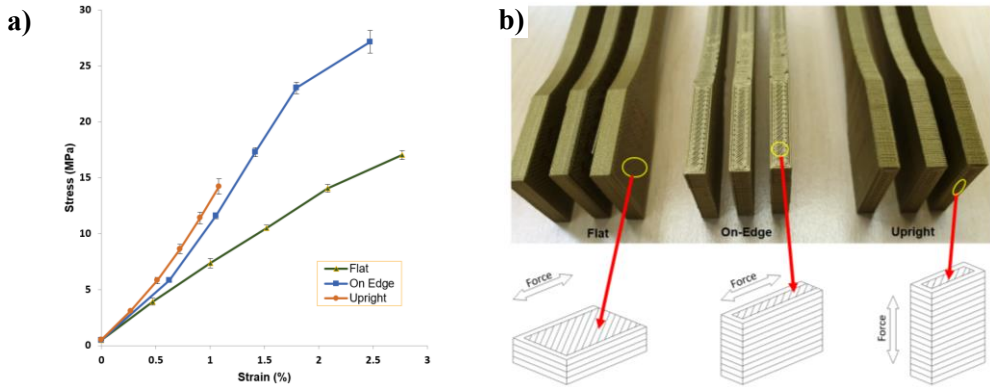 a)
30
25
20
15
10
5
0
Stress (MPa)
0 0.5 1 1.5 2 2.5 3
Strain (%)
Flat
On Edge
Upright
b)
Flat On-Edge Upright
Force
Force
Force